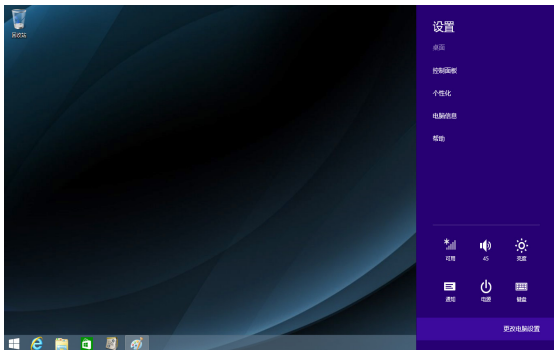 回收站
设置
桌面
控制面板
个性化
电脑信息
帮助
可用
45
亮度
通知
电源
键盘
更改电脑设置